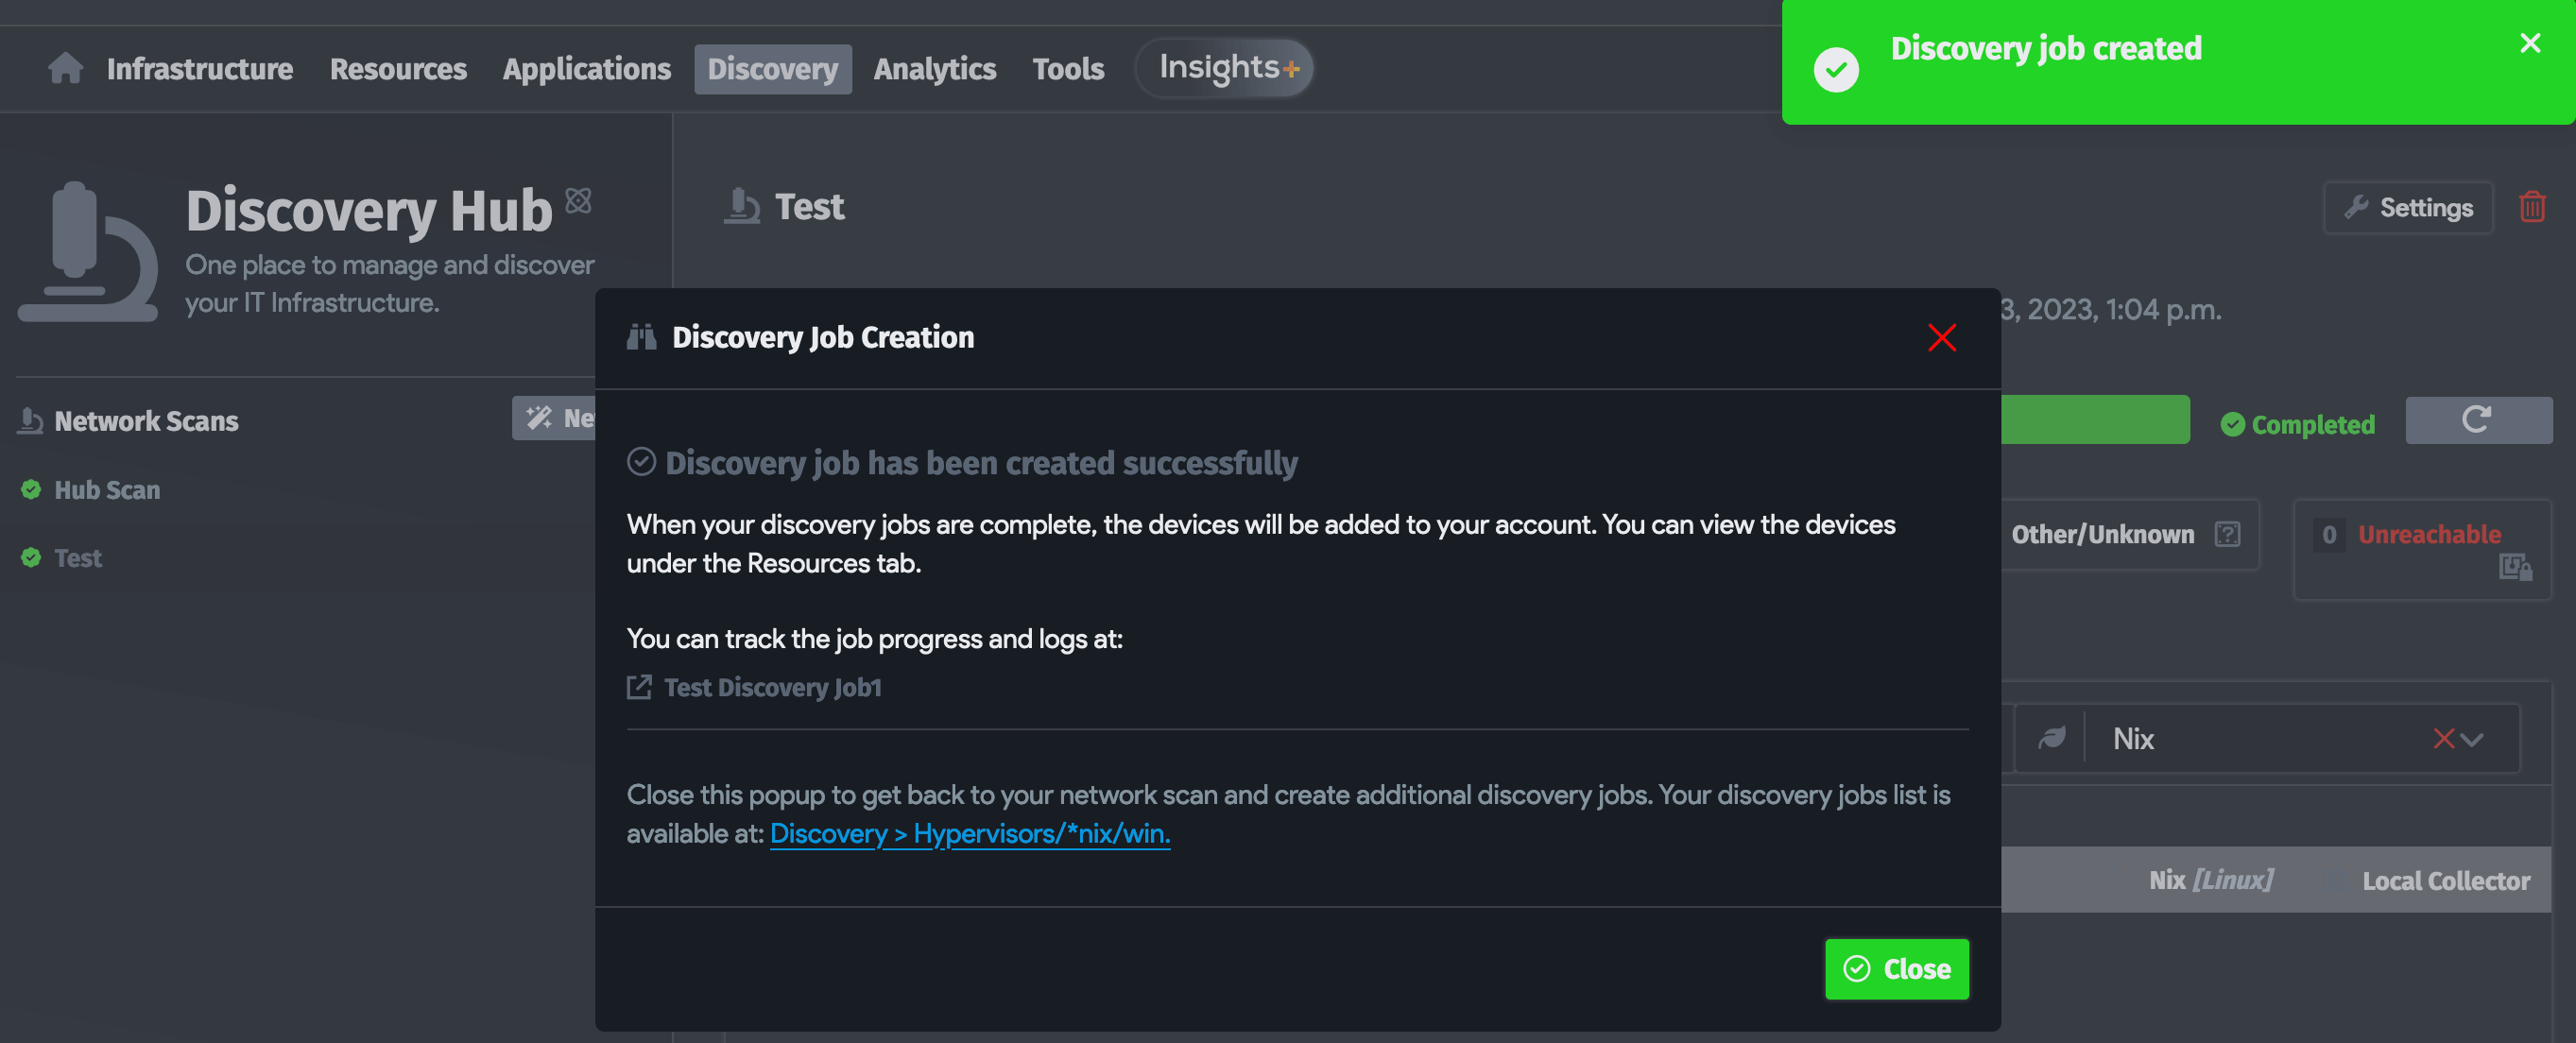 Infrastructure
Resources
Applications
Discovery
Analytics
Tools
Insights+
Discovery job created
Discovery Hub
One place to manage and discover
your IT Infrastructure.
Test
Settings
3, 2023, 1:04 p.m.
Network Scans
Ne
Hub Scan
Test
Completed
Other/Unknown
0 Unreachable
Nix
Nix [Linux]
Local Collector
Discovery Job Creation
Discovery job has been created successfully
When your discovery jobs are complete, the devices will be added to your account. You can view the devices
under the Resources tab.
You can track the job progress and logs at:
Test Discovery Job1
Close this popup to get back to your network scan and create additional discovery jobs. Your discovery jobs list is
available at: Discovery > Hypervisors/*nix/win.
Close